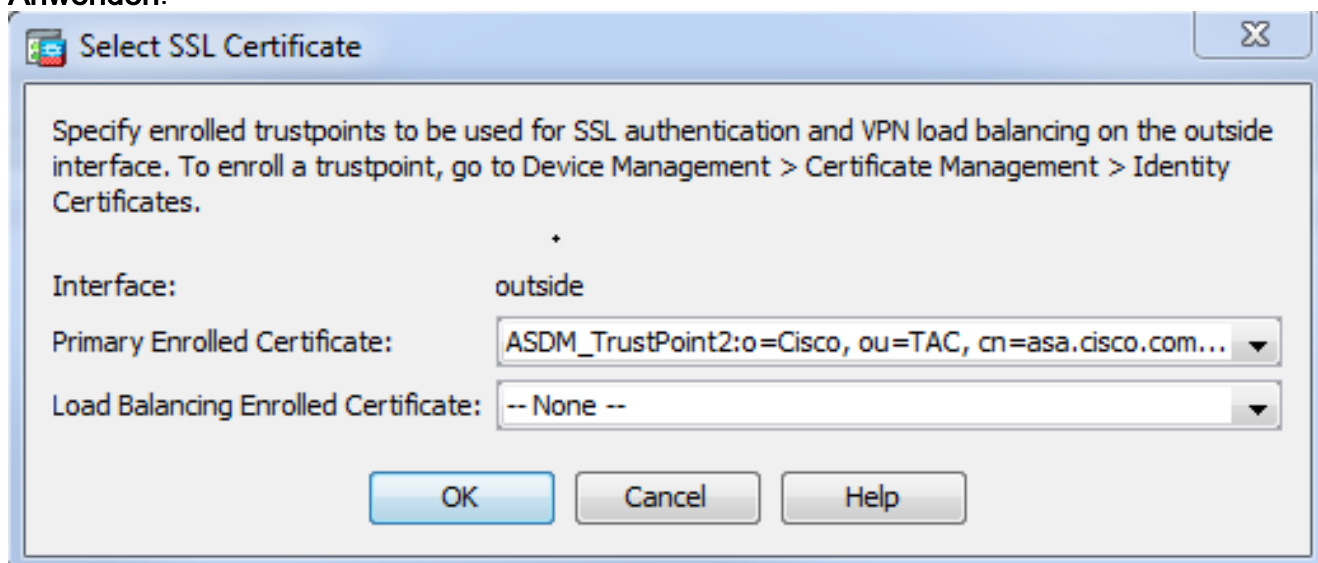 Anwenden.
Select SSL Certificate
Specify enrolled trustpoints to be used for SSL authentication and VPN load balancing on the outside
interface. To enroll a trustpoint, go to Device Management > Certificate Management > Identity
Certificates.
Interface: outside
Primary Enrolled Certificate: ASDM_TrustPoint2:o=Cisco, ou=TAC, cn=asa.cisco.com...
Load Balancing Enrolled Certificate: -- None --
OK Cancel Help